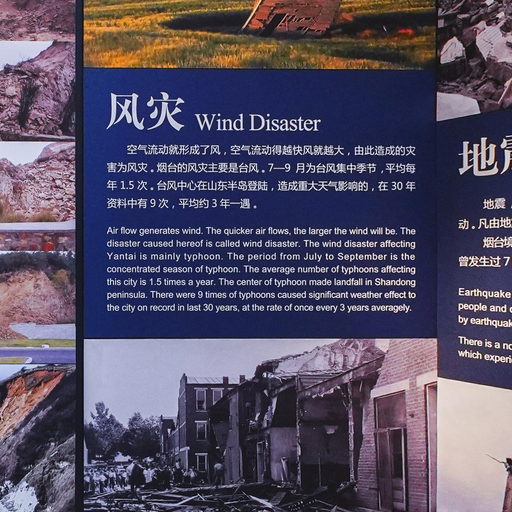 风灾 Wind Disaster
空气流动就形成了风，空气流动得越快风就越大，由此造成的灾
害为风灾。烟台的风灾主要是台风。7—9 月为台风集中季节，平均每
年 1.5 次。台风中心在山东半岛登陆，造成重大天气影响的，在 30 年
资料中有 9 次，平均约 3 年一遇。
Air flow generates wind. The quicker air flows, the larger the wind will be. The
disaster caused hereof is called wind disaster. The wind disaster affecting
Yantai is mainly typhoon. The period from July to September is the
concentrated season of typhoon. The average number of typhoons affecting
this city is 1.5 times a year. The center of typhoon made landfall in Shandong
peninsula. There were 9 times of typhoons caused significant weather effect to
the city on record in last 30 years, at the rate of once every 3 years averagely.
地震
地震，
动。凡由地
烟台境
曾发生过 7
Earthquake
people and
by earthquak
There is a no
which experi